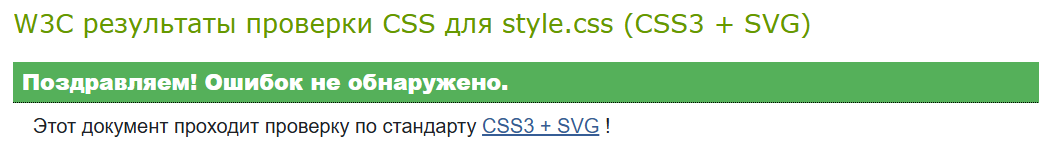 W3C результаты проверки CSS для style.css (CSS3 + SVG)
Поздравляем! Ошибок не обнаружено.
Этот документ проходит проверку по стандарту CSS3 + SVG !